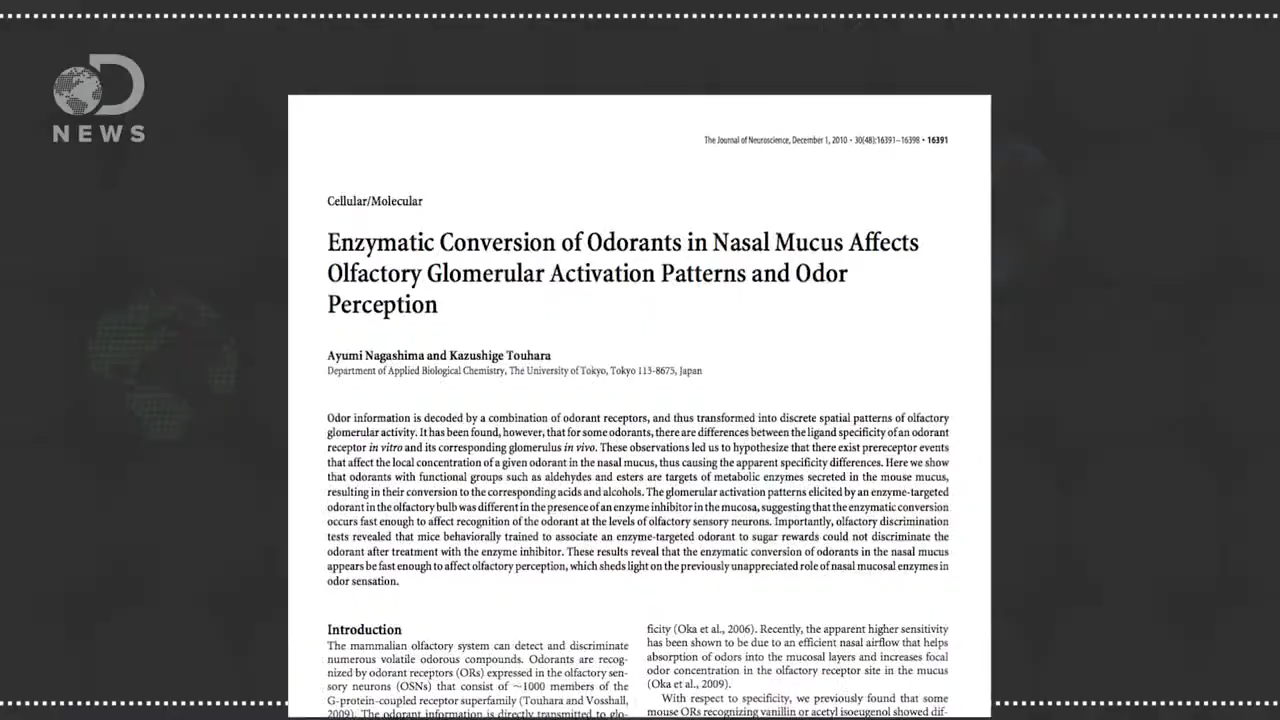 D
NEWS
The Journal of Neuroscience, December 1, 2010 • 30(48):16391–16398 • 16391
Cellular/Molecular
Enzymatic Conversion of Odorants in Nasal Mucus Affects
Olfactory Glomerular Activation Patterns and Odor
Perception
Ayumi Nagashima and Kazushige Touhara
Department of Applied Biological Chemistry, The University of Tokyo, Tokyo 113-8675, Japan
Odor information is decoded by a combination of odorant receptors, and thus transformed into discrete spatial patterns of olfactory
glomerular activity. It has been found, however, that for some odorants, there are differences between the ligand specificity of an odorant
receptor in vitro and its corresponding glomerulus in vivo. These observations led us to hypothesize that there exist prereceptor events
that affect the local concentration of a given odorant in the nasal mucus, thus causing the apparent specificity differences. Here we show
that odorants with functional groups such as aldehydes and esters are targets of metabolic enzymes secreted in the mouse mucus,
resulting in their conversion to the corresponding acids and alcohols. The glomerular activation patterns elicited by an enzyme-targeted
odorant in the olfactory bulb was different in the presence of an enzyme inhibitor in the mucosa, suggesting that the enzymatic conversion
occurs fast enough to affect recognition of the odorant at the levels of olfactory sensory neurons. Importantly, olfactory discrimination
tests revealed that mice behaviorally trained to associate an enzyme-targeted odorant to sugar rewards could not discriminate the
odorant after treatment with the enzyme inhibitor. These results reveal that the enzymatic conversion of odorants in the nasal mucus
appears be fast enough to affect olfactory perception, which sheds light on the previously unappreciated role of nasal mucosal enzymes in
odor sensation.
Introduction
The mammalian olfactory system can detect and discriminate
numerous volatile odorous compounds. Odorants are recog-
nized by odorant receptors (ORs) expressed in the olfactory sen-
sory neurons (OSNs) that consist of ~1000 members of the
G-protein-coupled receptor superfamily (Touhara and Vosshall,
2009). The odorant information is directly transmitted to glo-
ficity (Oka et al., 2006). Recently, the apparent higher sensitivity
has been shown to be due to an efficient nasal airflow that helps
absorption of odors into the mucosal layers and increases focal
odor concentration in the olfactory receptor site in the mucus
(Oka et al., 2009).
With respect to specificity, we previously found that some
mouse ORs recognizing vanillin or acetyl isoeugenol showed dif-